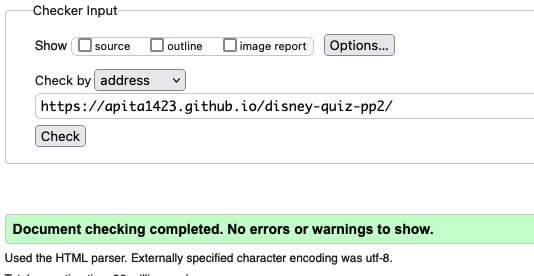 Checker Input
Show source outline image report Options...
Check by address
https://apita1423.github.io/disney-quiz-pp2/
Check
Document checking completed. No errors or warnings to show.
Used the HTML parser. Externally specified character encoding was utf-8.